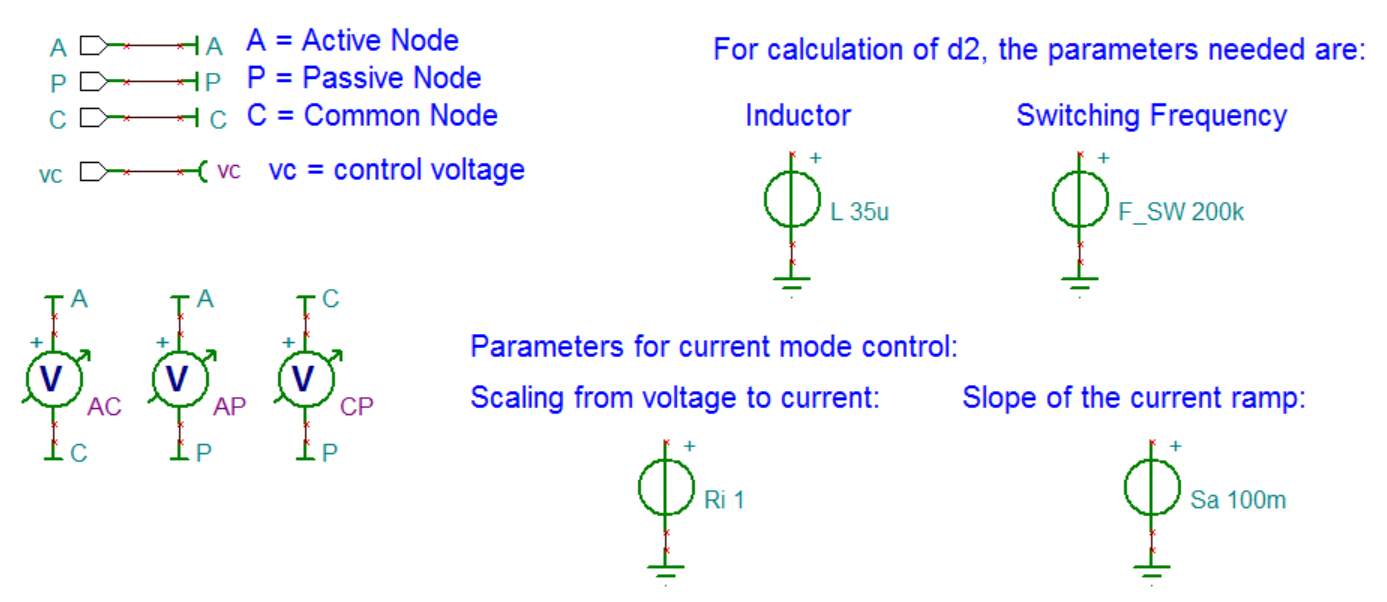 A A A = Active Node
P P P = Passive Node
C C C = Common Node
vc vc vc = control voltage
For calculation of d2, the parameters needed are:
Inductor Switching Frequency
+ +
L 35u F_SW 200k
A A C
+ + +
V V V
AC AP CP
C P P
Parameters for current mode control:
Scaling from voltage to current: Slope of the current ramp:
+ +
Ri 1 Sa 100m